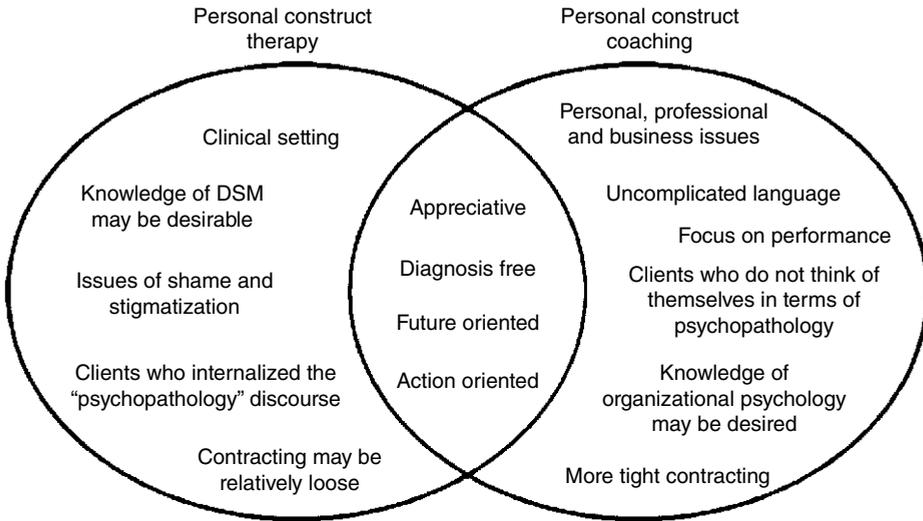 Personal construct
therapy
Personal construct
coaching
Clinical setting
Knowledge of DSM
may be desirable
Issues of shame and
stigmatization
Clients who internalized the
“psychopathology” discourse
Contracting may be
relatively loose
Appreciative
Diagnosis free
Future oriented
Action oriented
Personal, professional
and business issues
Uncomplicated language
Focus on performance
Clients who do not think of
themselves in terms of
psychopathology
Knowledge of
organizational psychology
may be desired
More tight contracting